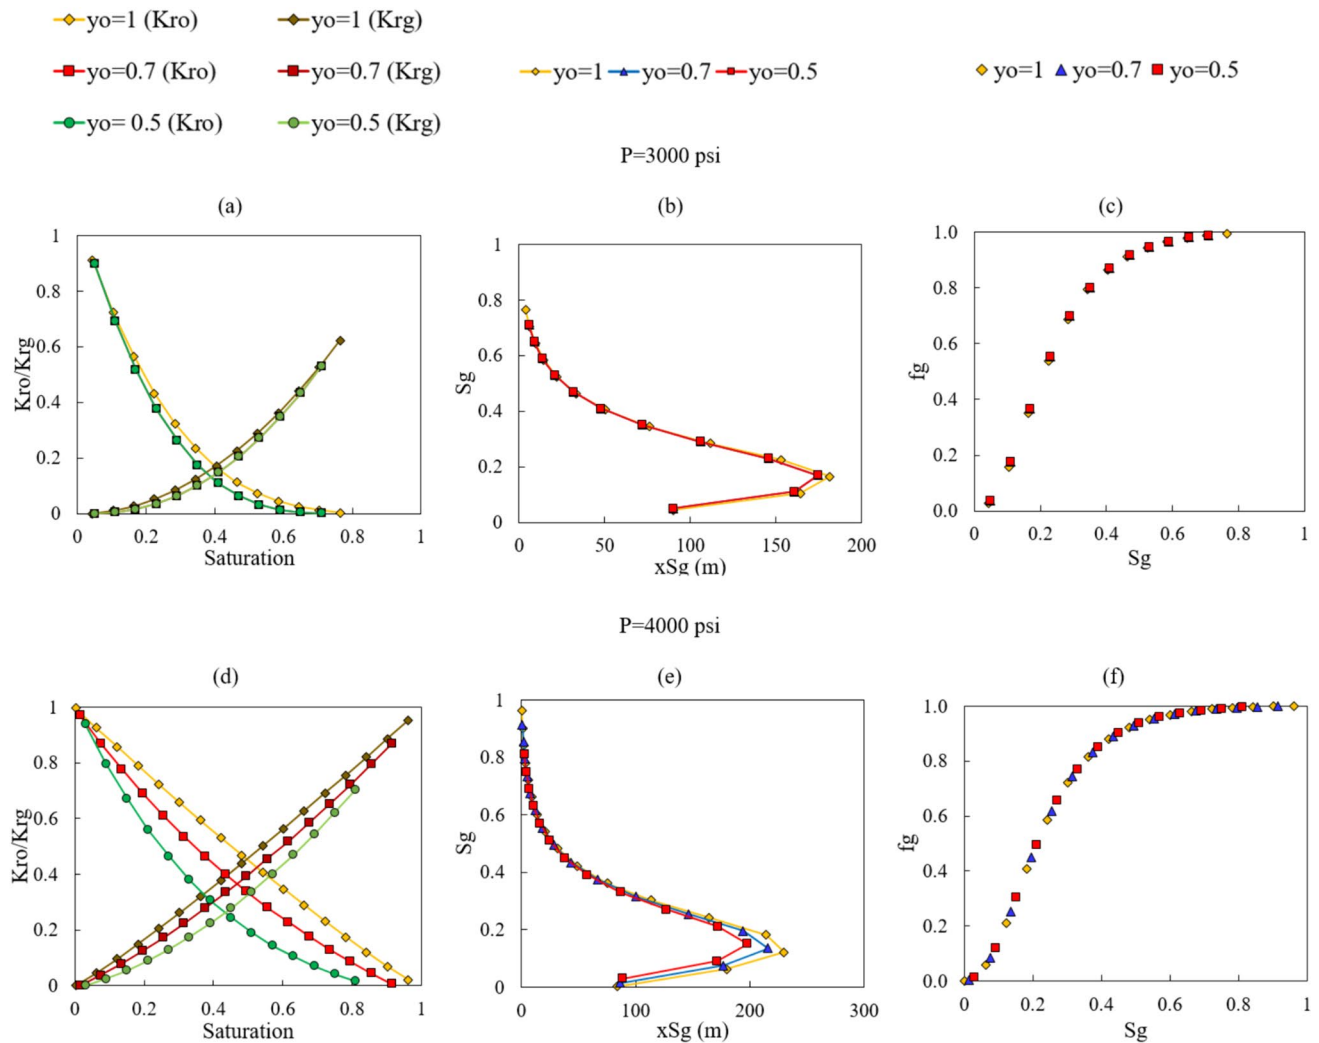 yo=1 (Kro) yo=1 (Krg)
yo=0.7 (Kro) yo=0.7 (Krg) yo=1 yo=0.7 yo=0.5 yo=1 yo=0.7 yo=0.5
yo= 0.5 (Kro) yo=0.5 (Krg)
P=3000 psi
(a) (b) (c)
Kro/Krg
1
0.8
0.6
0.4
0.2
0
0 0.2 0.4 0.6 0.8 1
Saturation
Sg
1
0.8
0.6
0.4
0.2
0
0 50 100 150 200
xSg (m)
fg
1.0
0.8
0.6
0.4
0.2
0.0
0 0.2 0.4 0.6 0.8 1
Sg
P=4000 psi
(d) (e) (f)
Kro/Krg
1
0.8
0.6
0.4
0.2
0
0 0.2 0.4 0.6 0.8 1
Saturation
Sg
1
0.8
0.6
0.4
0.2
0
0 100 200 300
xSg (m)
fg
1.0
0.8
0.6
0.4
0.2
0.0
0 0.2 0.4 0.6 0.8 1
Sg